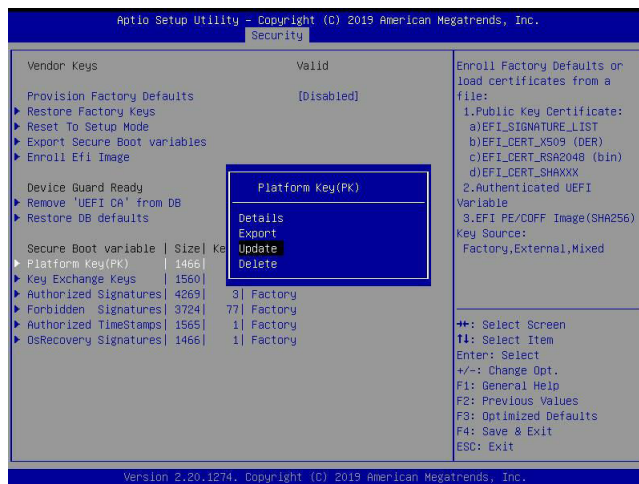 Aptio Setup Utility – Copyright (C) 2019 American Megatrends, Inc.
Security
Vendor Keys Valid
Provision Factory Defaults [Disabled]
Restore Factory Keys
Reset To Setup Mode
Export Secure Boot variables
Enroll Efi Image
Device Guard Ready
Remove 'UEFI CA' from DB
Restore DB defaults
Secure Boot variable | Size| Ke
Platform Key(PK) | 1466|
Key Exchange Keys | 1560|
Authorized Signatures| 4269| 3| Factory
Forbidden Signatures| 3724| 77| Factory
Authorized TimeStamps| 1565| 1| Factory
OsRecovery Signatures| 1466| 1| Factory
Platform Key(PK)
Details
Export
Update
Delete
Enroll Factory Defaults or
load certificates from a
file:
1.Public Key Certificate:
a)EFI_SIGNATURE_LIST
b)EFI_CERT_X509 (DER)
c)EFI_CERT_RSA2048 (bin)
d)EFI_CERT_SHAXXX
2.Authenticated UEFI
Variable
3.EFI PE/COFF Image(SHA256)
Key Source:
Factory,External,Mixed
→←: Select Screen
↑↓: Select Item
Enter: Select
+/-: Change Opt.
F1: General Help
F2: Previous Values
F3: Optimized Defaults
F4: Save & Exit
ESC: Exit
Version 2.20.1274. Copyright (C) 2019 American Megatrends, Inc.